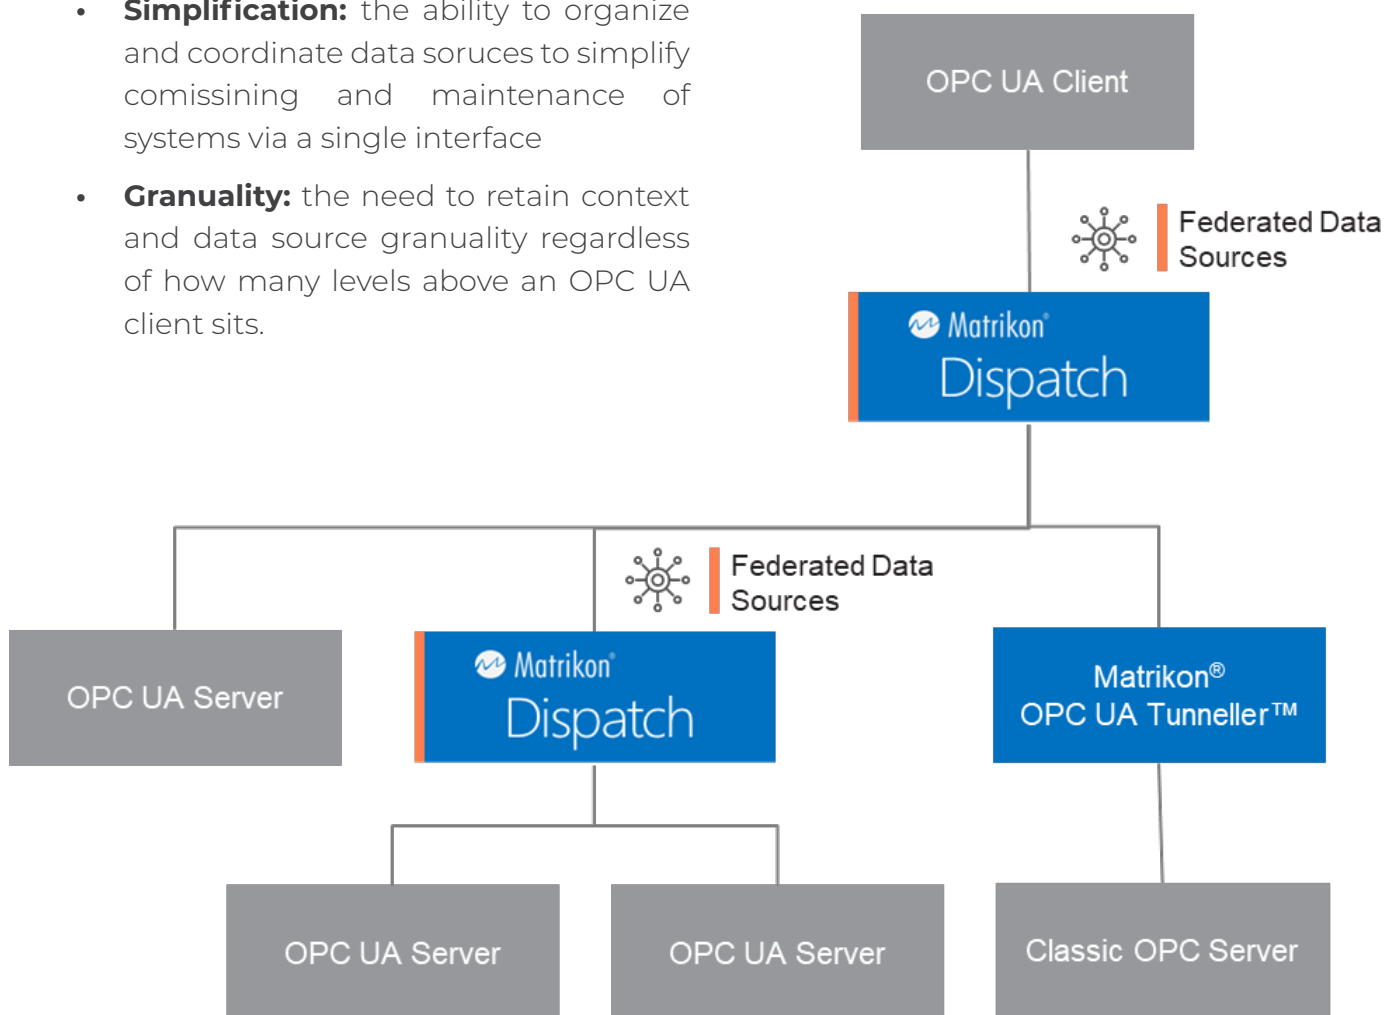 • Simplification: the ability to organize
and coordinate data soruces to simplify
comissining and maintenance of
systems via a single interface
• Granuality: the need to retain context
and data source granuality regardless
of how many levels above an OPC UA
client sits.
OPC UA Client
Federated Data
Sources
Matrikon®
Dispatch
Federated Data
Sources
OPC UA Server
Matrikon®
Dispatch
Matrikon®
OPC UA Tunneller™
OPC UA Server
OPC UA Server
Classic OPC Server